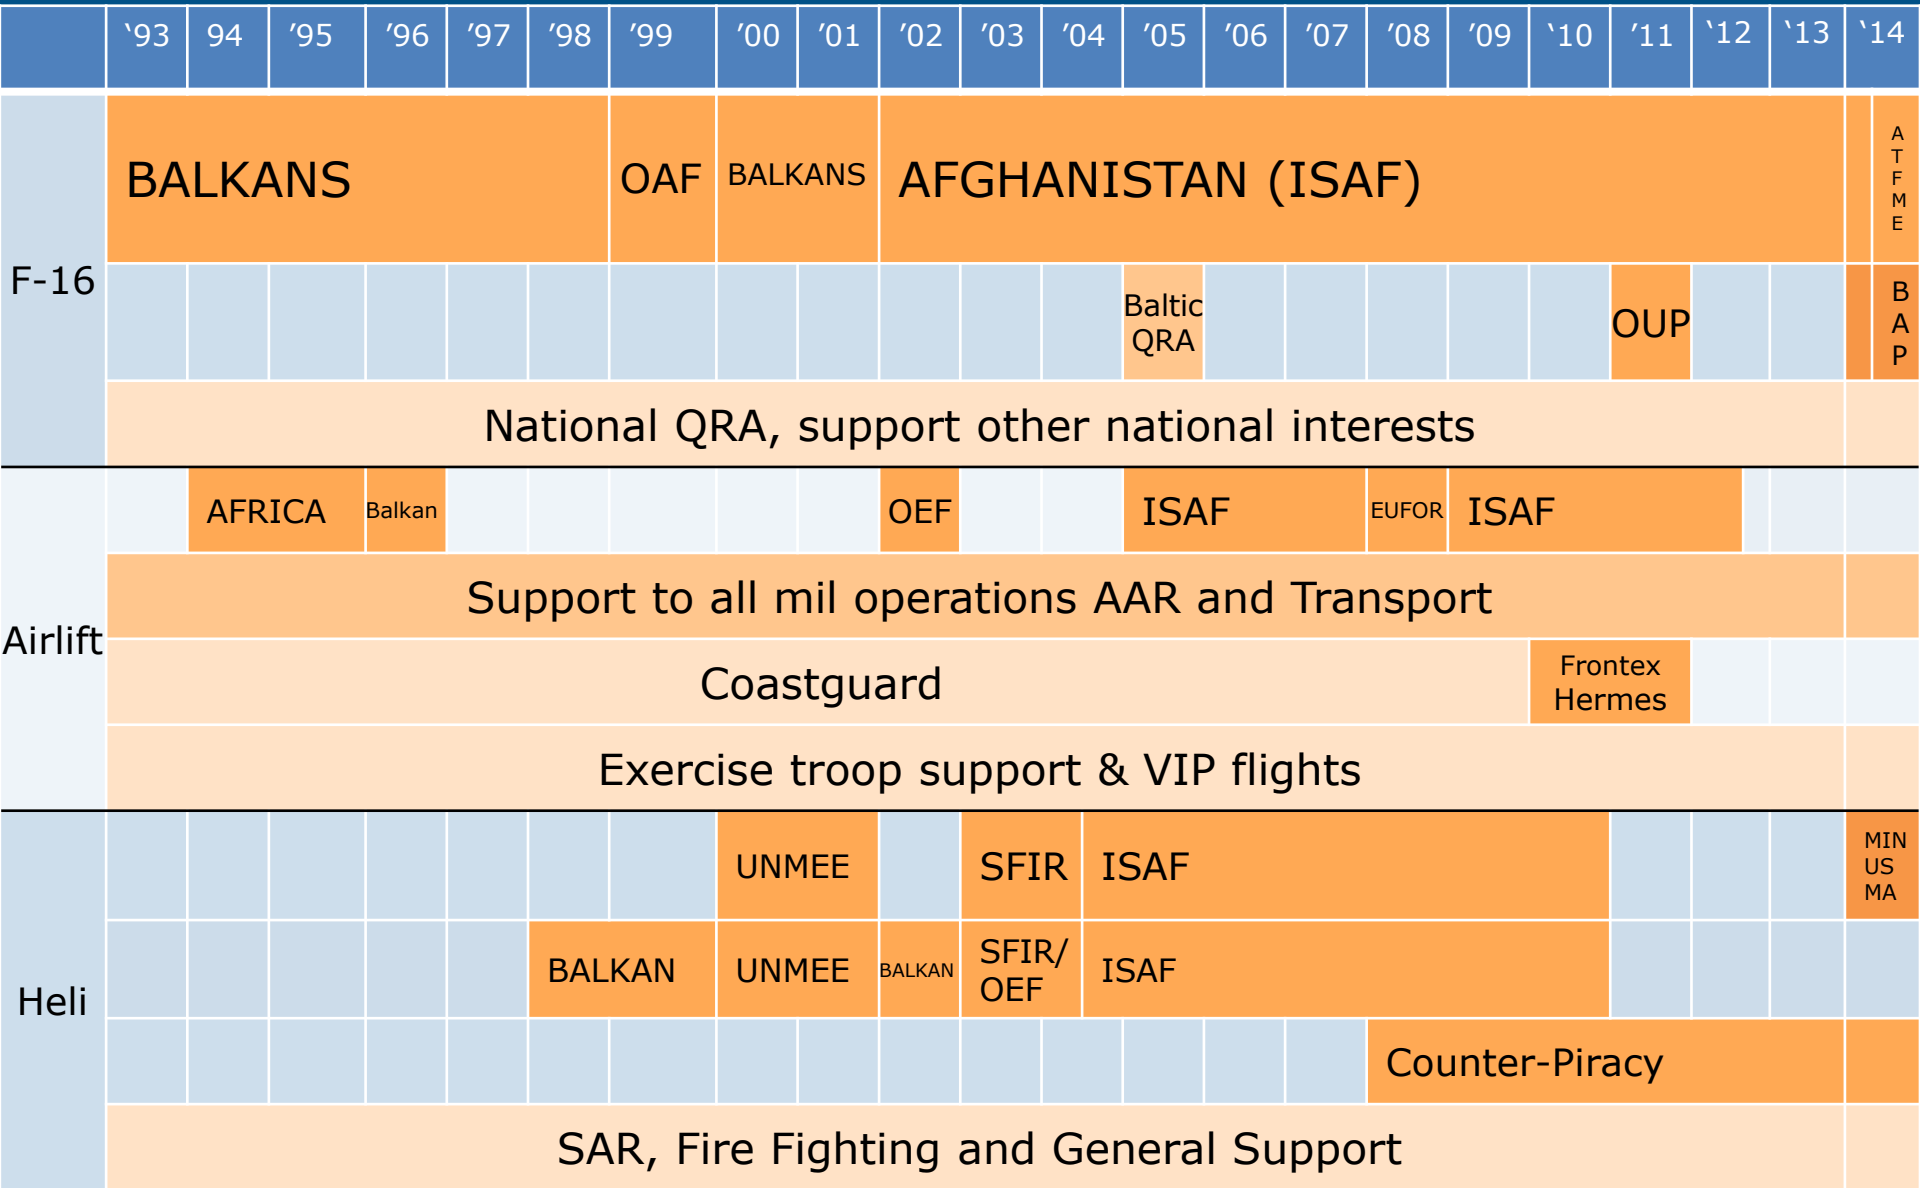 ‘93 94 ’95 ’96 ’97 ’98 ’99 ’00 ’01 ’02 ’03 ’04 ’05 ’06 ’07 ’08 ’09 ‘10 ’11 ‘12 ‘13 ‘14
F-16
BALKANS OAF BALKANS AFGHANISTAN (ISAF)
A
T
F
M
E
Baltic
QRA
OUP
B
A
P
National QRA, support other national interests
Airlift
AFRICA Balkan OEF ISAF EUFOR ISAF
Support to all mil operations AAR and Transport
Coastguard
Frontex
Hermes
Exercise troop support & VIP flights
Heli
UNMEE SFIR ISAF
MIN
US
MA
BALKAN UNMEE BALKAN
SFIR/
OEF
ISAF
Counter-Piracy
SAR, Fire Fighting and General Support